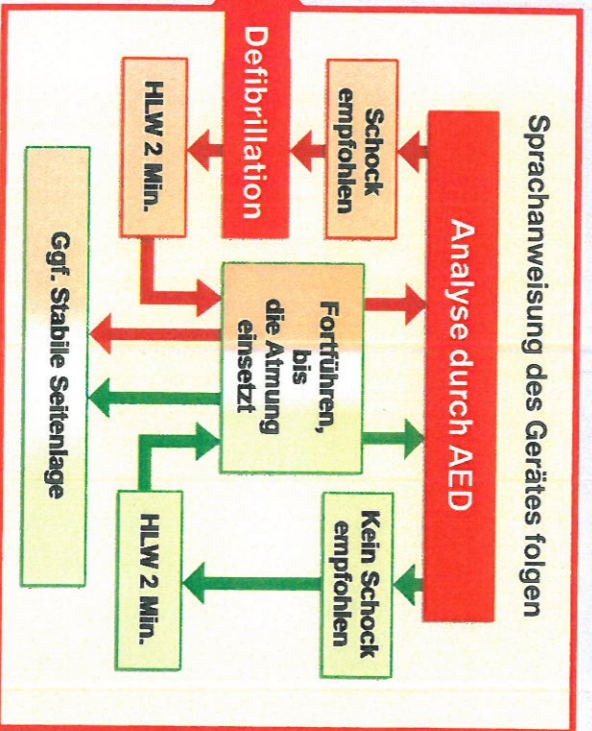 Sprachanweisung des Gerätes folgen
Analyse durch AED
Schock
empfohlen
Defibrillation
HLW 2 Min.
Fortführen,
bis
die Atmung
einsetzt
Kein Schock
empfohlen
HLW 2 Min.
Ggf. Stabile Seitenlage